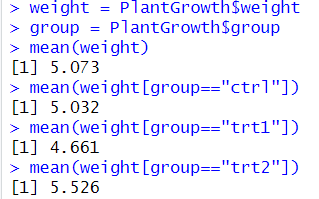 > weight = PlantGrowth$weight
> group = PlantGrowth$group
> mean(weight)
[1] 5.073
> mean(weight[group=="ctrl"])
[1] 5.032
> mean(weight[group=="trt1"])
[1] 4.661
> mean(weight[group=="trt2"])
[1] 5.526